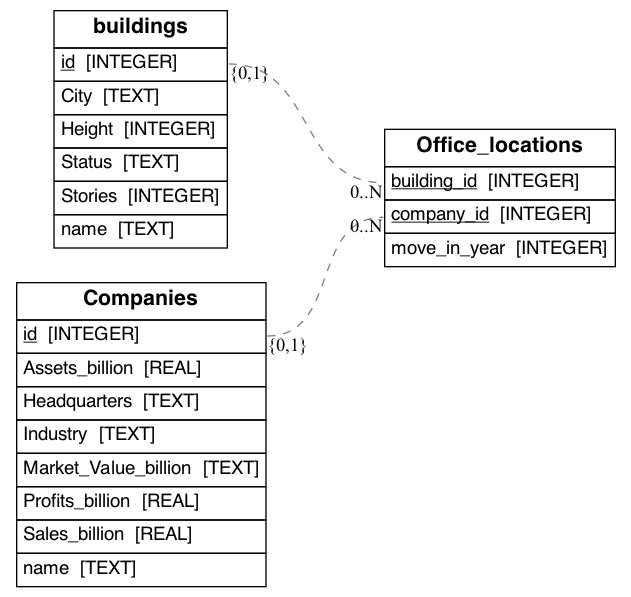 buildings
id [INTEGER]
City [TEXT]
Height [INTEGER]
Status [TEXT]
Stories [INTEGER]
name [TEXT]
{0,1}
Office_locations
building_id [INTEGER]
company_id [INTEGER]
move_in_year [INTEGER]
0..N
0..N
Companies
id [INTEGER]
Assets_billion [REAL]
Headquarters [TEXT]
Industry [TEXT]
Market_Value_billion [TEXT]
Profits_billion [REAL]
Sales_billion [REAL]
name [TEXT]
{0,1}